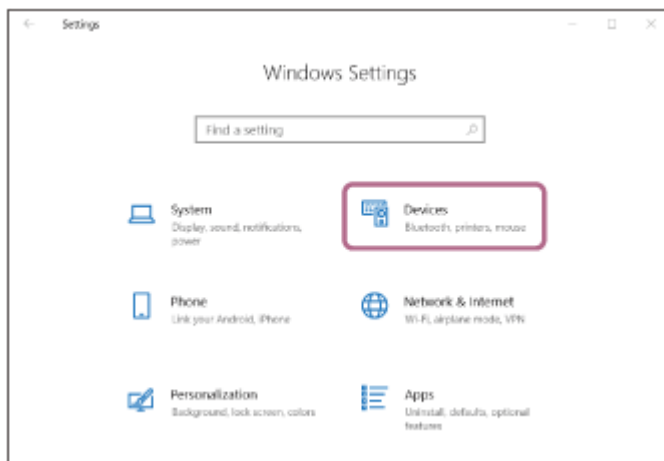 Settings
Windows Settings
Find a setting
System
Display, sound, notifications,
power
Devices
Bluetooth, printers, mouse
Phone
Link your Android, iPhone
Network & Internet
Wi-Fi, airplane mode, VPN
Personalization
Background, lock screen, colors
Apps
Uninstall, defaults, optional
features